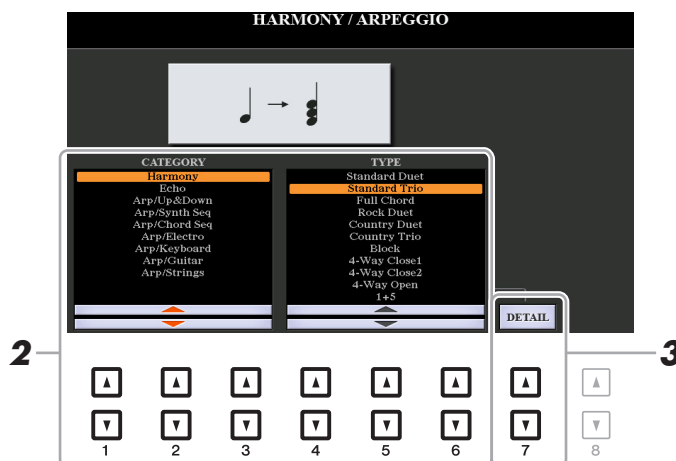 HARMONY / ARPEGGIO
CATEGORY
Harmony
Echo
Arp/Up&Down
Arp/Synth Seq
Arp/Chord Seq
Arp/Electro
Arp/Keyboard
Arp/Guitar
Arp/Strings
TYPE
Standard Duet
Standard Trio
Full Chord
Rock Duet
Country Duet
Country Trio
Block
4-Way Close1
4-Way Close2
4-Way Open
1+5
DETAIL
2
3
1 2 3 4 5 6 7 8